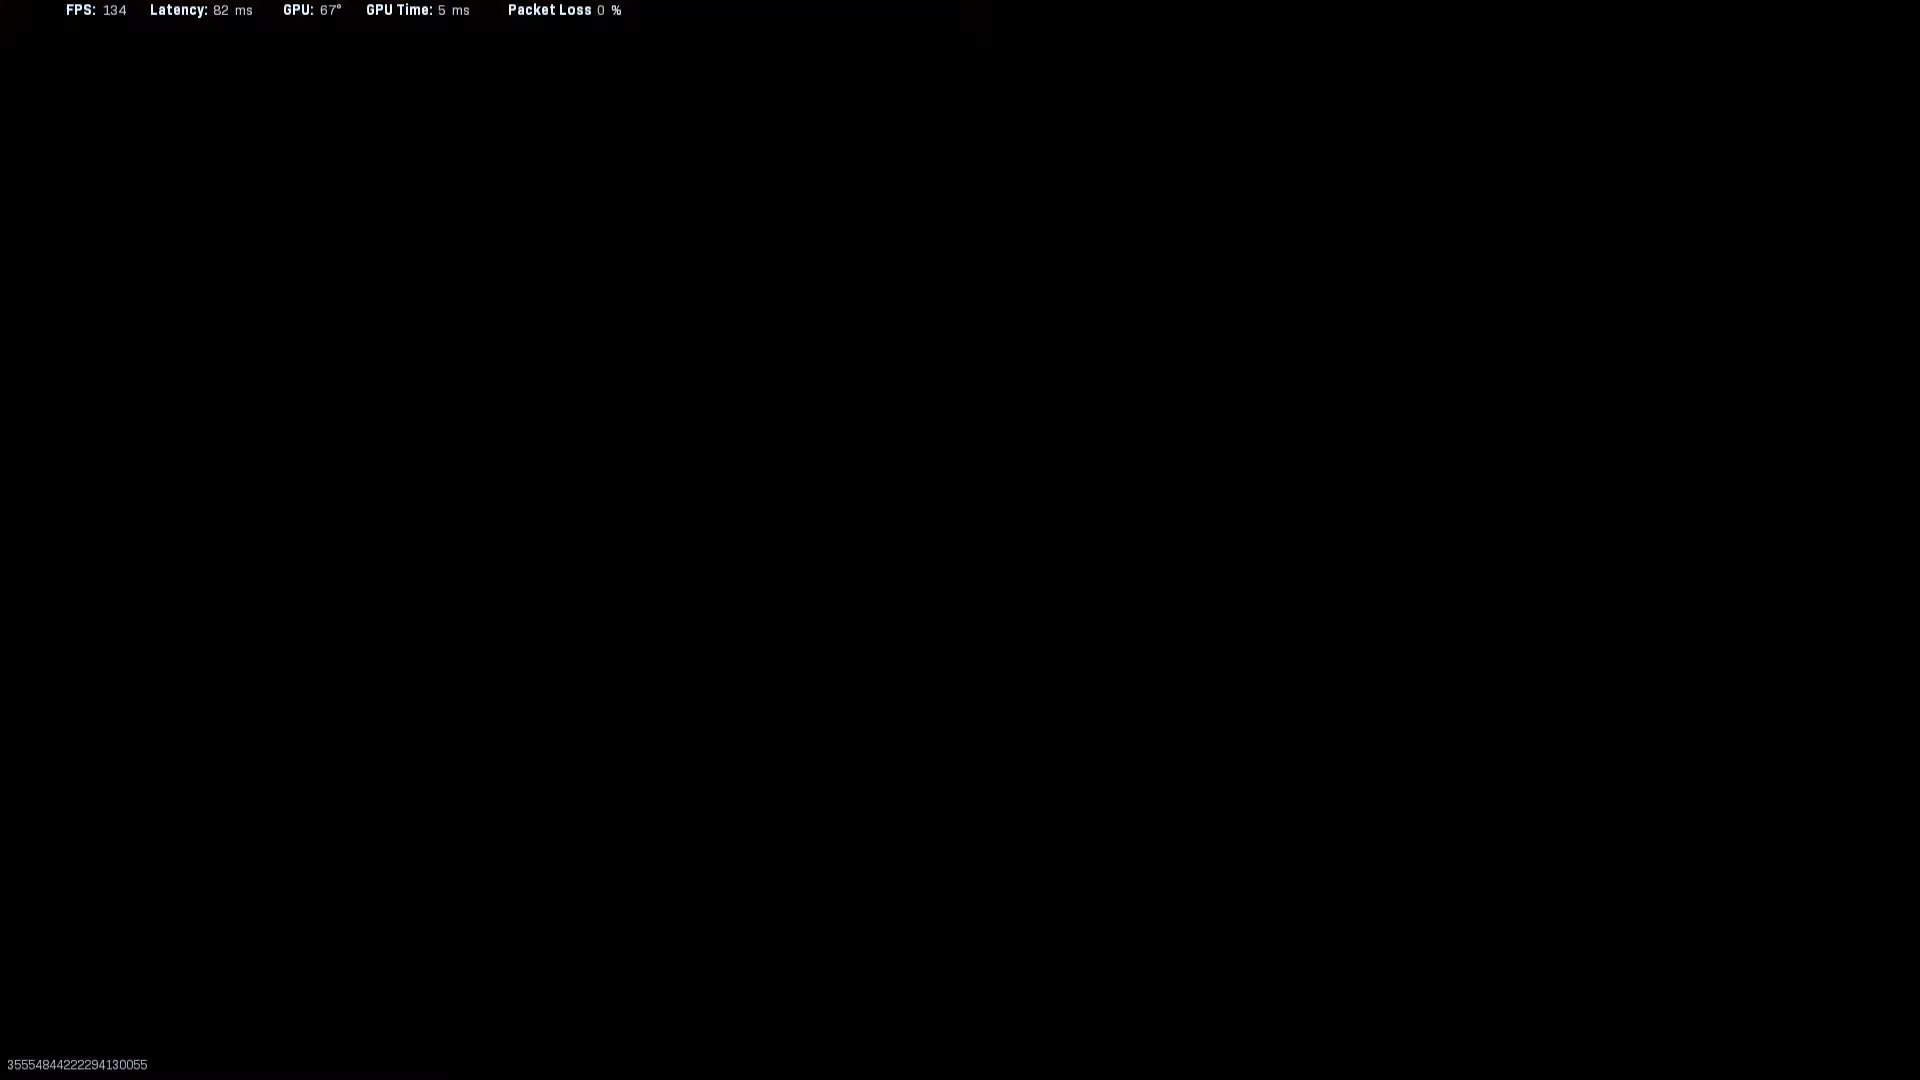 FPS: 134 Latency: 82 ms GPU: 67° GPU Time: 5 ms Packet Loss 0 %
35554844222294130055